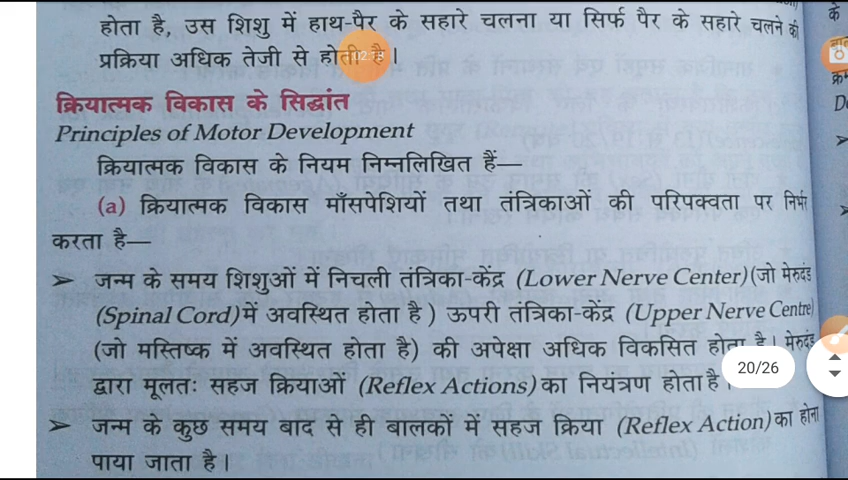 होता है, उस शिशु में हाथ-पैर के सहारे चलना या सिर्फ पैर के सहारे चलने की
प्रक्रिया अधिक तेजी से होती है।
क्रियात्मक विकास के सिद्धांत
Principles of Motor Development
क्रियात्मक विकास के नियम निम्नलिखित हैं—
(a) क्रियात्मक विकास माँसपेशियों तथा तंत्रिकाओं की परिपक्वता पर निर्भर
करता है—
➢ जन्म के समय शिशुओं में निचली तंत्रिका-केंद्र (Lower Nerve Center) (जो मेरुदंड
(Spinal Cord) में अवस्थित होता है ) ऊपरी तंत्रिका-केंद्र (Upper Nerve Centre)
(जो मस्तिष्क में अवस्थित होता है) की अपेक्षा अधिक विकसित होता है। मेरुदंड
द्वारा मूलतः सहज क्रियाओं (Reflex Actions) का नियंत्रण होता है।
20/26
➢ जन्म के कुछ समय बाद से ही बालकों में सहज क्रिया (Reflex Action) का होना
पाया जाता है।